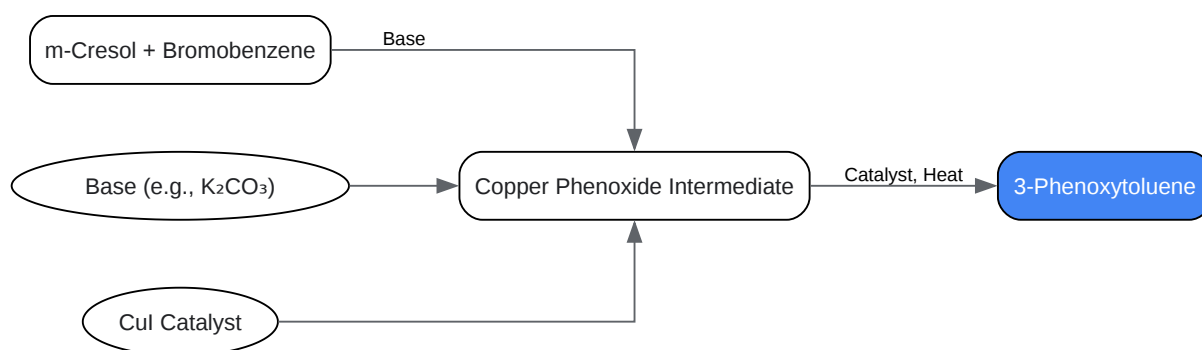 m-Cresol + Bromobenzene
Base
Base (e.g., K₂CO₃)
Copper Phenoxide Intermediate
Catalyst, Heat
3-Phenoxytoluene
CuI Catalyst